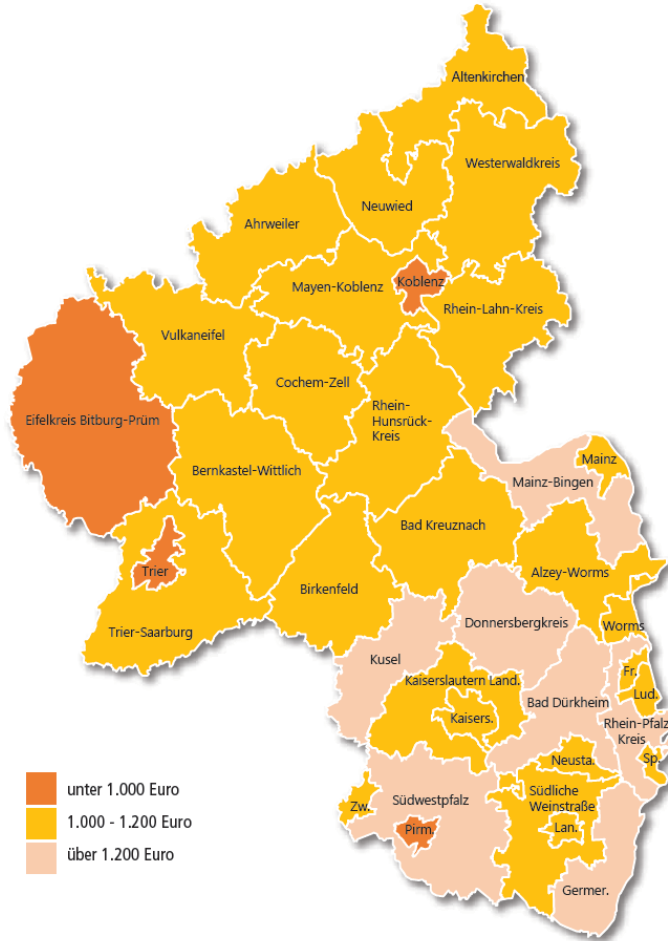 Altenkirchen
Westerwaldkreis
Neuwied
Ahrweiler
Mayen-Koblenz
Koblenz
Rhein-Lahn-Kreis
Vulkaneifel
Cochem-Zell
Rhein-
Hunsrück-
Kreis
Eifelkreis Bitburg-Prüm
Bernkastel-Wittlich
Mainz
Mainz-Bingen
Bad Kreuznach
Trier
Alzey-Worms
Birkenfeld
Trier-Saarburg
Donnersbergkreis
Worms
Kusel
Kaiserslautern Land.
Fr.
Lud.
Bad Dürkheim
Kaisers.
Rhein-Pfalz
Kreis
Neusta.
Sp.
Südliche
Weinstraße
Zw.
Südwestpfalz
Pirm.
Lan.
Germer.
unter 1.000 Euro
1.000 - 1.200 Euro
über 1.200 Euro